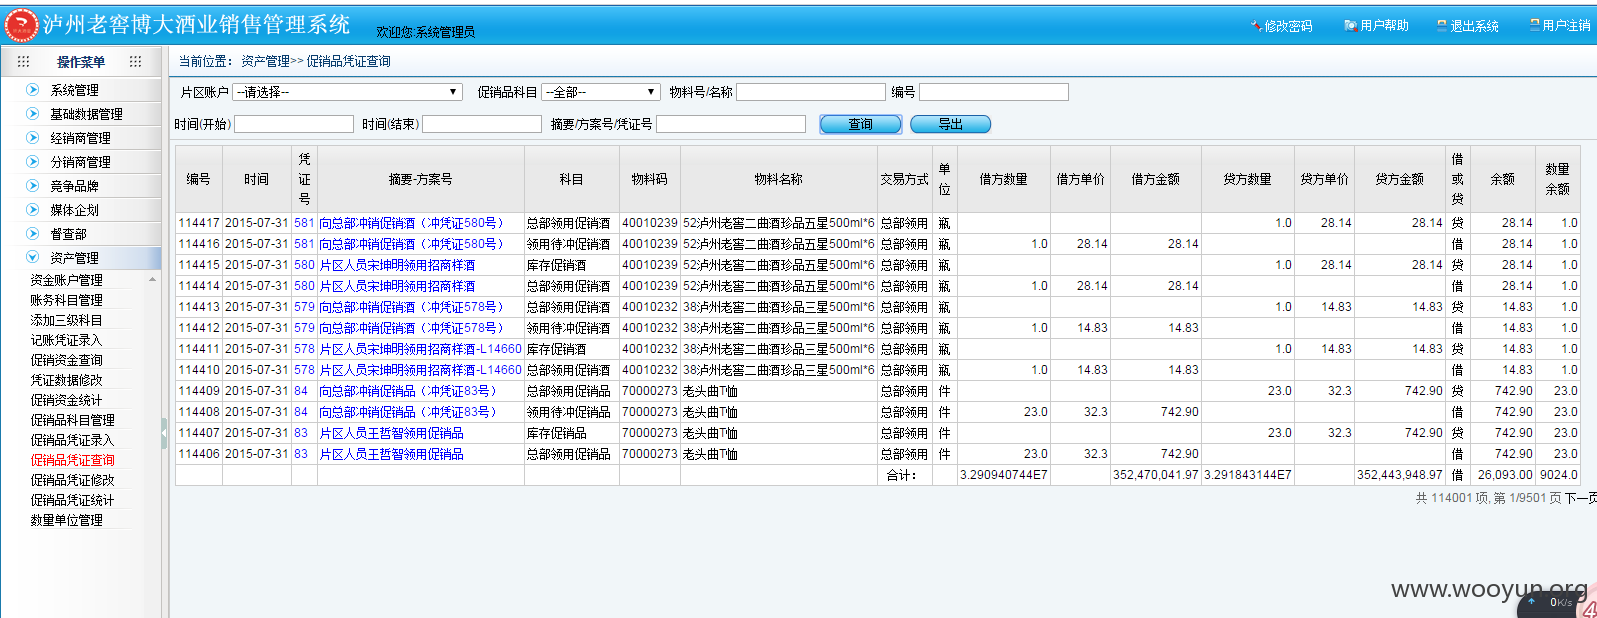 泸州老窖博大酒业销售管理系统 欢迎您:系统管理员 修改密码 用户帮助 退出系统 用户注销
操作菜单
系统管理
基础数据管理
经销商管理
分销商管理
竞争品牌
媒体企划
督查部
资产管理
资金账户管理
账务科目管理
添加三级科目
记账凭证录入
促销资金查询
凭证数据修改
促销资金统计
促销品科目管理
促销品凭证录入
促销品凭证查询
促销品凭证修改
促销品凭证统计
数量单位管理
当前位置: 资产管理>> 促销品凭证查询
片区账户 --请选择-- 促销品科目 --全部-- 物料号/名称 编号
时间(开始) 时间(结束) 摘要/方案号/凭证号 查询 导出
编号 时间 凭证号 摘要-方案号 科目 物料码 物料名称 交易方式 单位 借方数量 借方单价 借方金额 贷方数量 贷方单价 贷方金额 借或贷 余额 数量余额
114417 2015-07-31 581 向总部冲销促销酒（冲凭证580号） 总部领用促销酒 40010239 52泸州老窖二曲酒珍品五星500ml*6 总部领用 瓶 1.0 28.14 28.14 贷 28.14 1.0
114416 2015-07-31 581 向总部冲销促销酒（冲凭证580号） 领用待冲促销酒 40010239 52泸州老窖二曲酒珍品五星500ml*6 总部领用 瓶 1.0 28.14 28.14 借 28.14 1.0
114415 2015-07-31 580 片区人员宋坤明领用招商样酒 库存促销酒 40010239 52泸州老窖二曲酒珍品五星500ml*6 总部领用 瓶 1.0 28.14 28.14 贷 28.14 1.0
114414 2015-07-31 580 片区人员宋坤明领用招商样酒 总部领用促销酒 40010239 52泸州老窖二曲酒珍品五星500ml*6 总部领用 瓶 1.0 28.14 28.14 借 28.14 1.0
114413 2015-07-31 579 向总部冲销促销酒（冲凭证578号） 总部领用促销酒 40010232 38泸州老窖二曲酒珍品三星500ml*6 总部领用 瓶 1.0 14.83 14.83 贷 14.83 1.0
114412 2015-07-31 579 向总部冲销促销酒（冲凭证578号） 领用待冲促销酒 40010232 38泸州老窖二曲酒珍品三星500ml*6 总部领用 瓶 1.0 14.83 14.83 借 14.83 1.0
114411 2015-07-31 578 片区人员宋坤明领用招商样酒-L14660 库存促销酒 40010232 38泸州老窖二曲酒珍品三星500ml*6 总部领用 瓶 1.0 14.83 14.83 贷 14.83 1.0
114410 2015-07-31 578 片区人员宋坤明领用招商样酒-L14660 总部领用促销酒 40010232 38泸州老窖二曲酒珍品三星500ml*6 总部领用 瓶 1.0 14.83 14.83 借 14.83 1.0
114409 2015-07-31 84 向总部冲销促销品（冲凭证83号） 总部领用促销品 70000273 老头曲T恤 总部领用 件 23.0 32.3 742.90 贷 742.90 23.0
114408 2015-07-31 84 向总部冲销促销品（冲凭证83号） 领用待冲促销品 70000273 老头曲T恤 总部领用 件 23.0 32.3 742.90 借 742.90 23.0
114407 2015-07-31 83 片区人员王哲智领用促销品 库存促销品 70000273 老头曲T恤 总部领用 件 23.0 32.3 742.90 贷 742.90 23.0
114406 2015-07-31 83 片区人员王哲智领用促销品 总部领用促销品 70000273 老头曲T恤 总部领用 件 23.0 32.3 742.90 借 742.90 23.0
合计： 3.290940744E7 352,470,041.97 3.291843144E7 352,443,948.97 借 26,093.00 9024.0
共 114001 项, 第 1/9501 页 下一页
www.wooyun.org
0K/s
4